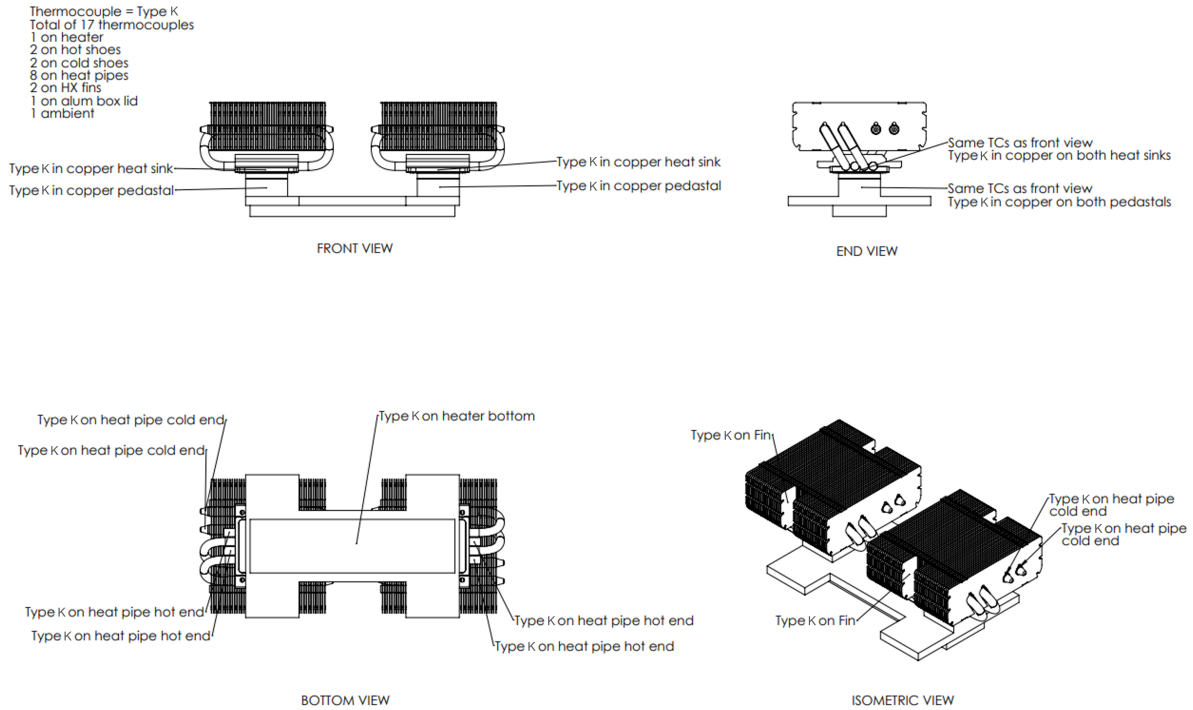 Thermocouple = Type K
Total of 17 thermocouples
1 on heater
2 on hot shoes
2 on cold shoes
8 on heat pipes
2 on HX fins
1 on alum box lid
1 ambient
Type K in copper heat sink
Type K in copper pedastal
Type K in copper heat sink
Type K in copper pedastal
FRONT VIEW
Same TCs as front view
Type K in copper on both heat sinks
Same TCs as front view
Type K in copper on both pedastals
END VIEW
Type K on heat pipe cold end
Type K on heat pipe cold end
Type K on heater bottom
Type K on heat pipe hot end
Type K on heat pipe hot end
Type K on heat pipe hot end
Type K on heat pipe hot end
BOTTOM VIEW
Type K on Fin
Type K on heat pipe
cold end
Type K on heat pipe
cold end
Type K on Fin
ISOMETRIC VIEW